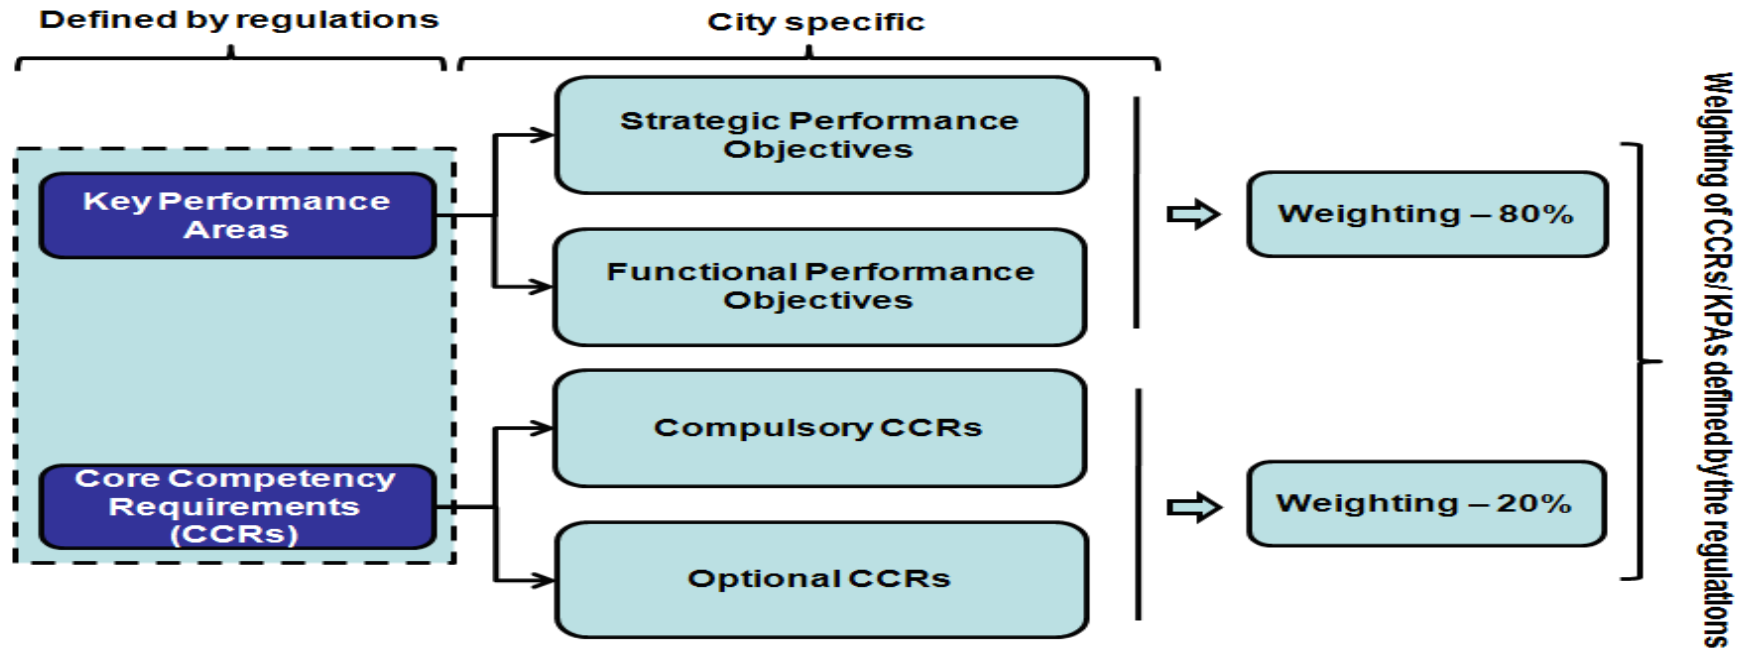 Defined by regulations
City specific
Key Performance
Areas
Strategic Performance
Objectives
Functional Performance
Objectives
Weighting – 80%
Core Competency
Requirements
(CCRs)
Compulsory CCRs
Optional CCRs
Weighting – 20%
Weighting of CCRs/ KPAs defined by the regulations